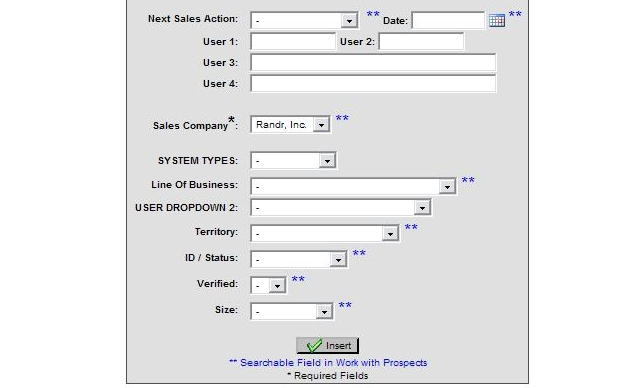 Next Sales Action: - ** Date: **
User 1: User 2:
User 3:
User 4:
Sales Company*: Randr, Inc. **
SYSTEM TYPES: -
Line Of Business: - **
USER DROPDOWN 2: -
Territory: - **
ID / Status: - **
Verified: - **
Size: - **
Insert
** Searchable Field in Work with Prospects
* Required Fields